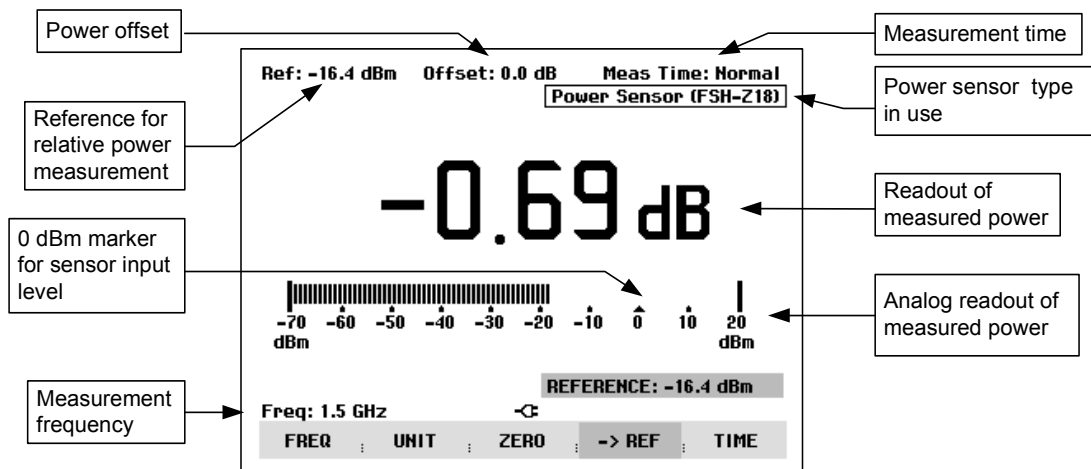 Power offset
Measurement time
Ref: -16.4 dBm Offset: 0.0 dB Meas Time: Normal
Power Sensor (FSH-Z18)
Power sensor type
in use
Reference for
relative power
measurement
-0.69 dB
Readout of
measured power
0 dBm marker
for sensor input
level
-70 -60 -50 -40 -30 -20 -10 0 10 20
dBm dBm
Analog readout of
measured power
REFERENCE: -16.4 dBm
Measurement
frequency
Freq: 1.5 GHz
FREQ UNIT ZERO -> REF TIME